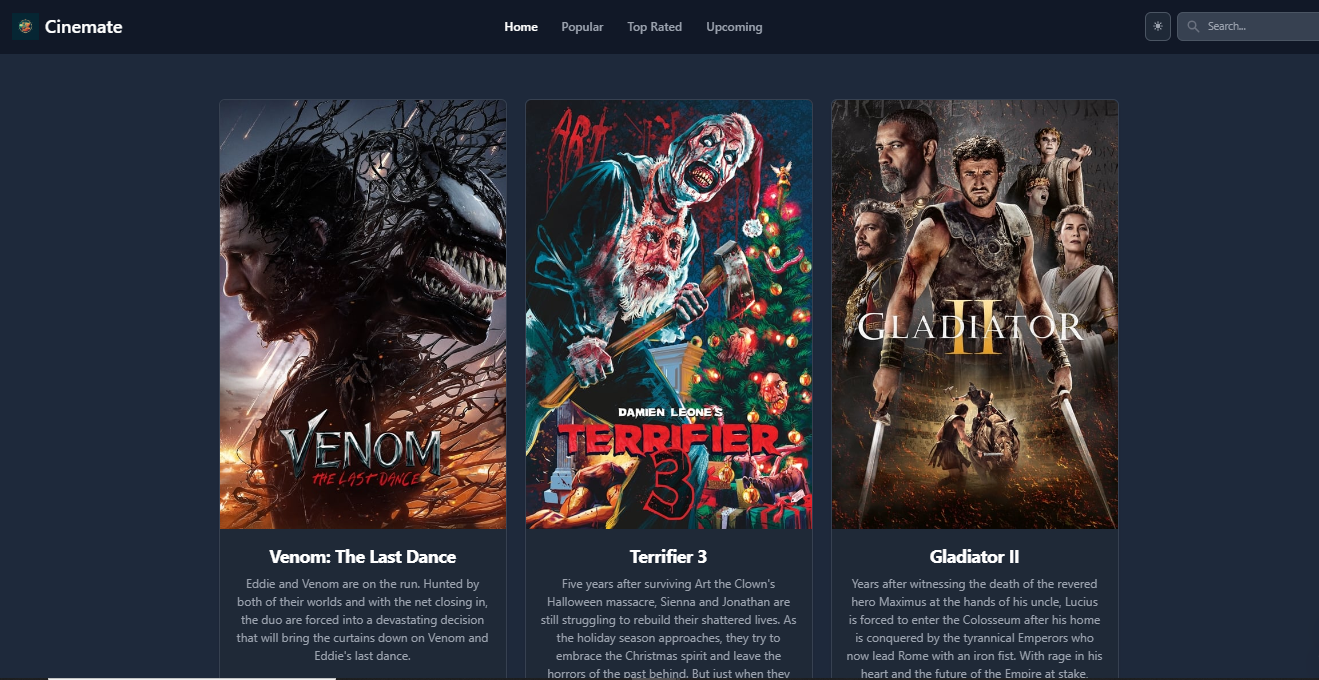 Cinemate
Home Popular Top Rated Upcoming
Search...
ART
VENOM
THE LAST DANCE
DAMIEN LEONE'S
TERRIFIER
3
II
GLADIATOR
Venom: The Last Dance
Eddie and Venom are on the run. Hunted by
both of their worlds and with the net closing in,
the duo are forced into a devastating decision
that will bring the curtains down on Venom and
Eddie's last dance.
Terrifier 3
Five years after surviving Art the Clown's
Halloween massacre, Sienna and Jonathan are
still struggling to rebuild their shattered lives. As
the holiday season approaches, they try to
embrace the Christmas spirit and leave the
horrors of the past behind. But just when they
Gladiator II
Years after witnessing the death of the revered
hero Maximus at the hands of his uncle, Lucius
is forced to enter the Colosseum after his home
is conquered by the tyrannical Emperors who
now lead Rome with an iron fist. With rage in his
heart and the future of the Empire at stake,